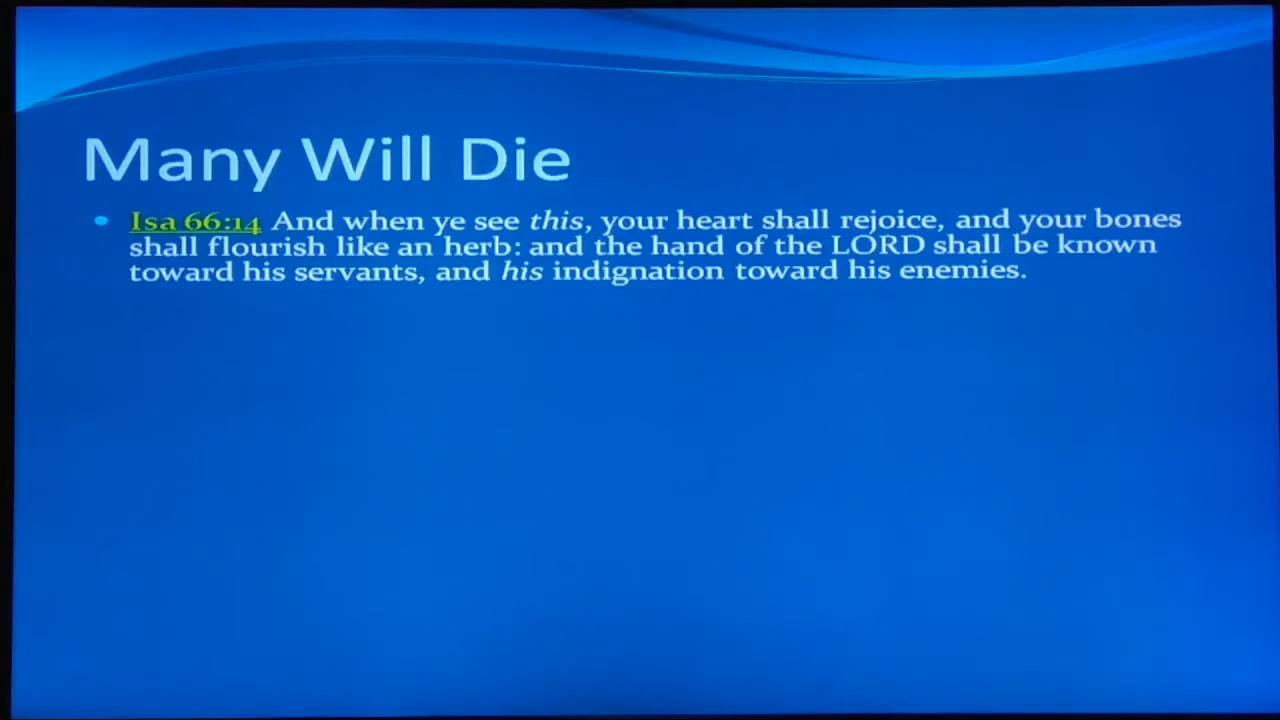 Many Will Die
• Isa 66:14 And when ye see this, your heart shall rejoice, and your bones
shall flourish like an herb: and the hand of the LORD shall be known
toward his servants, and his indignation toward his enemies.